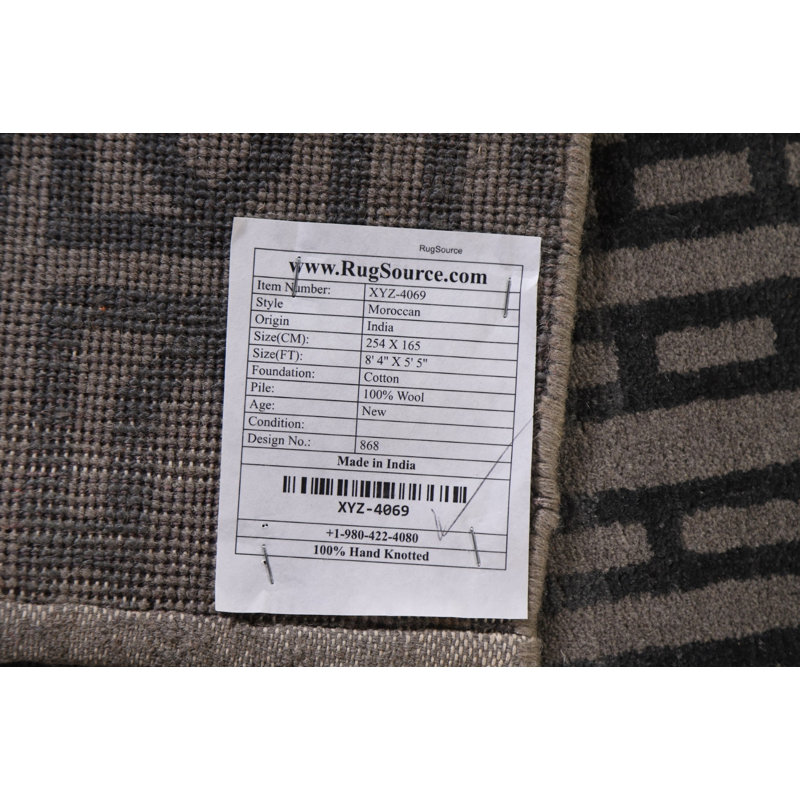 RugSource
www.RugSource.com
Item Number: XYZ-4069
Style Moroccan
Origin India
Size(CM): 254 X 165
Size(FT): 8' 4" X 5' 5"
Foundation: Cotton
Pile: 100% Wool
Age: New
Condition:
Design No.: 868
Made in India
XYZ-4069
+1-980-422-4080
100% Hand Knotted